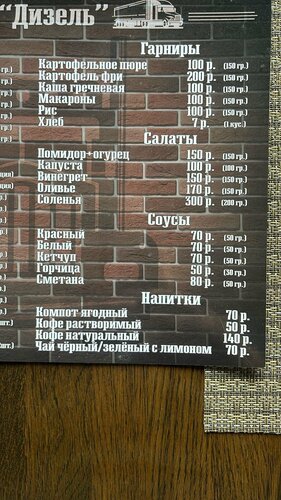 "Дизель"
Гарниры
Картофельное пюре 100 р. (150 гр.)
Картофель фри 200 р. (150 гр.)
Каша гречневая 100 р. (150 гр.)
Макароны 100 р. (150 гр.)
Рис 100 р. (150 гр.)
Хлеб 7 р. (1 кус.)
Салаты
Помидор+огурец 150 р. (150 гр.)
Капуста 100 р. (100 гр.)
Винегрет 150 р. (150 гр.)
Оливье 170 р. (150 гр.)
Соленья 300 р. (200 гр.)
Соусы
Красный 70 р. (50 гр.)
Белый 70 р. (50 гр.)
Кетчуп 70 р. (50 гр.)
Горчица 50 р. (30 гр.)
Сметана 80 р. (50 гр.)
Напитки
Компот ягодный 70 р.
Кофе растворимый 50 р.
Кофе натуральный 140 р.
Чай чёрный/зелёный с лимоном 70 р.